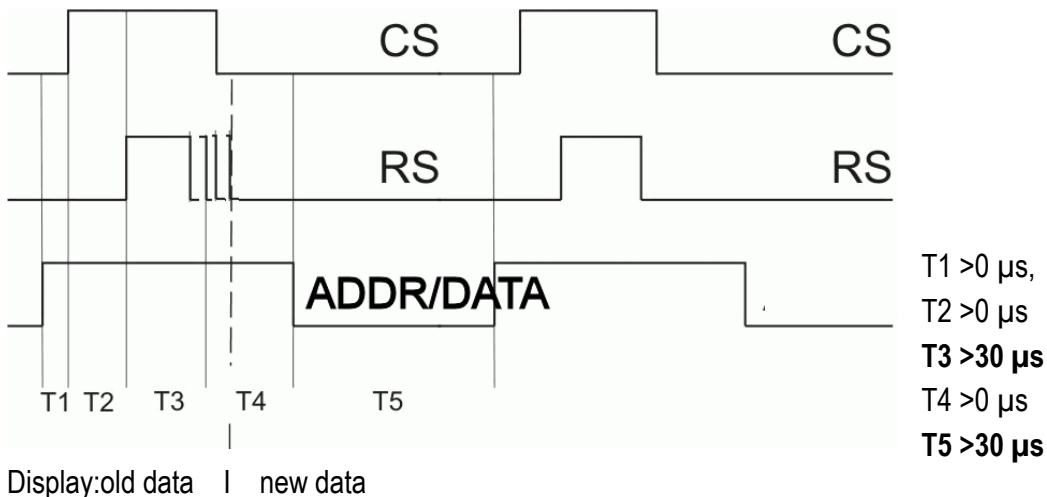 CS CS
RS RS
ADDR/DATA
T1 >0 µs,
T2 >0 µs
T3 >30 µs
T4 >0 µs
T5 >30 µs
T1 T2 T3 T4 T5
Display:old data I new data